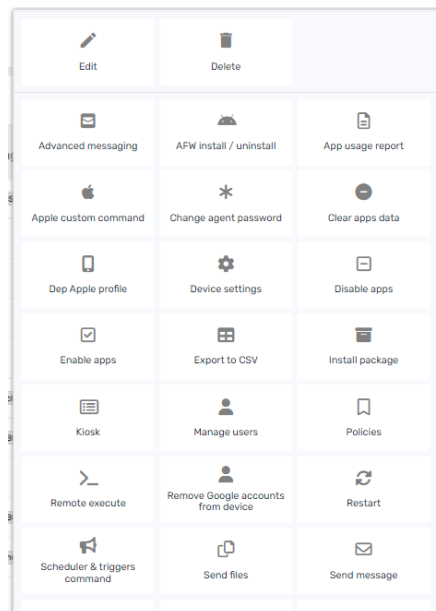 Edit
Delete
Advanced messaging
AFW install / uninstall
App usage report
Apple custom command
Change agent password
Clear apps data
Dep Apple profile
Device settings
Disable apps
Enable apps
Export to CSV
Install package
Kiosk
Manage users
Policies
Remote execute
Remove Google accounts
from device
Restart
Scheduler & triggers
command
Send files
Send message